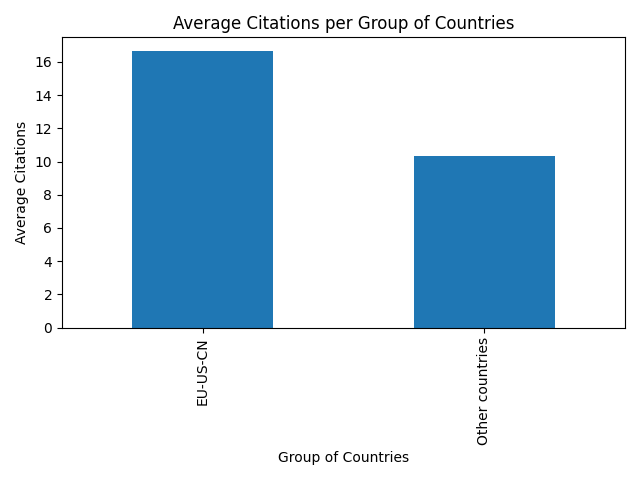 Average Citations per Group of Countries
Average Citations
16
14
12
10
8
6
4
2
0
EU-US-CN
Other countries
Group of Countries